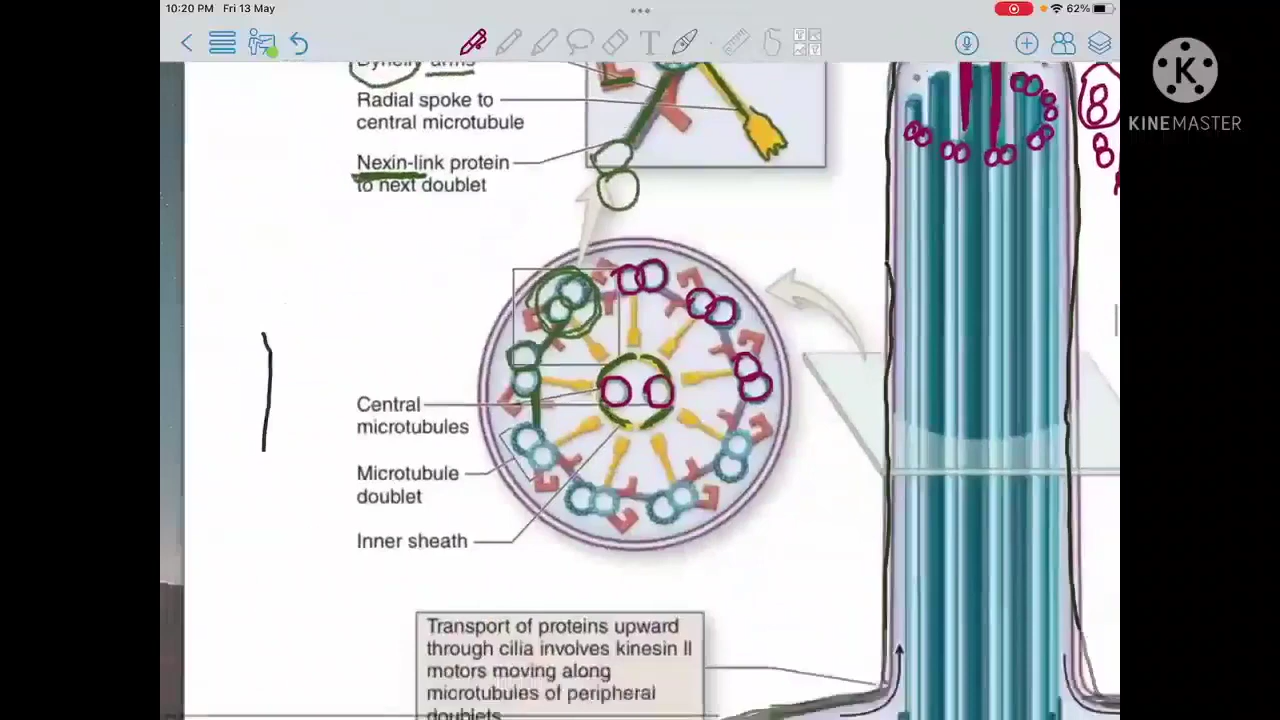 10:20 PM Fri 13 May
62%
Dynein arms
Radial spoke to
central microtubule
Nexin-link protein
to next doublet
K
KINEMASTER
Central
microtubules
Microtubule
doublet
Inner sheath
Transport of proteins upward
through cilia involves kinesin II
motors moving along
microtubules of peripheral
doublets